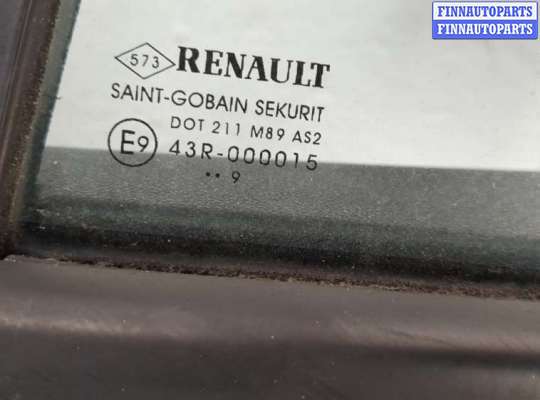 FINNAUTOPARTS
FINNAUTOPARTS
573 RENAULT
SAINT-GOBAIN SEKURIT
DOT 211 M89 AS2
E9 43R-000015
•• 9